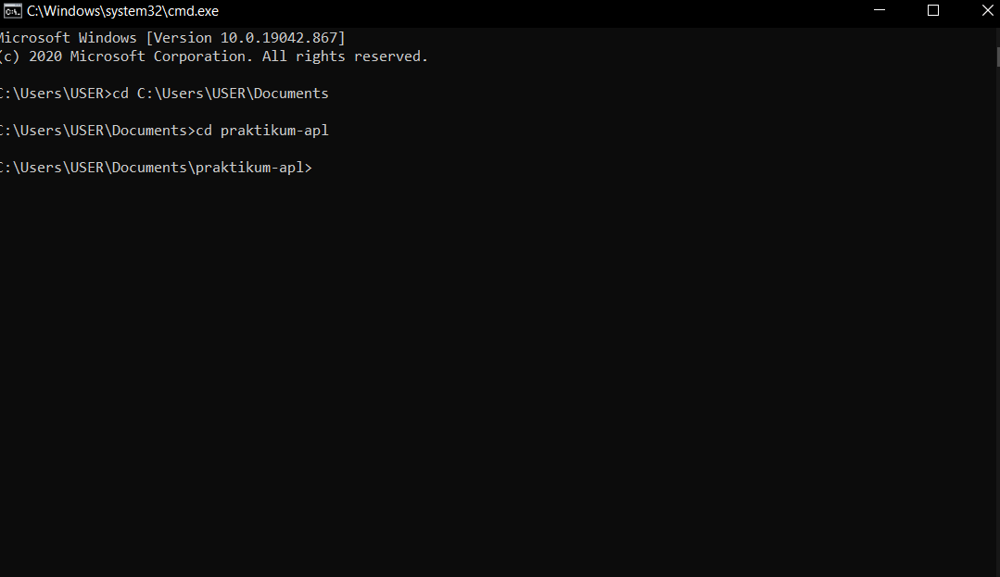 C:\Windows\system32\cmd.exe
Microsoft Windows [Version 10.0.19042.867]
(c) 2020 Microsoft Corporation. All rights reserved.
C:\Users\USER>cd C:\Users\USER\Documents
C:\Users\USER\Documents>cd praktikum-apl
C:\Users\USER\Documents\praktikum-apl>